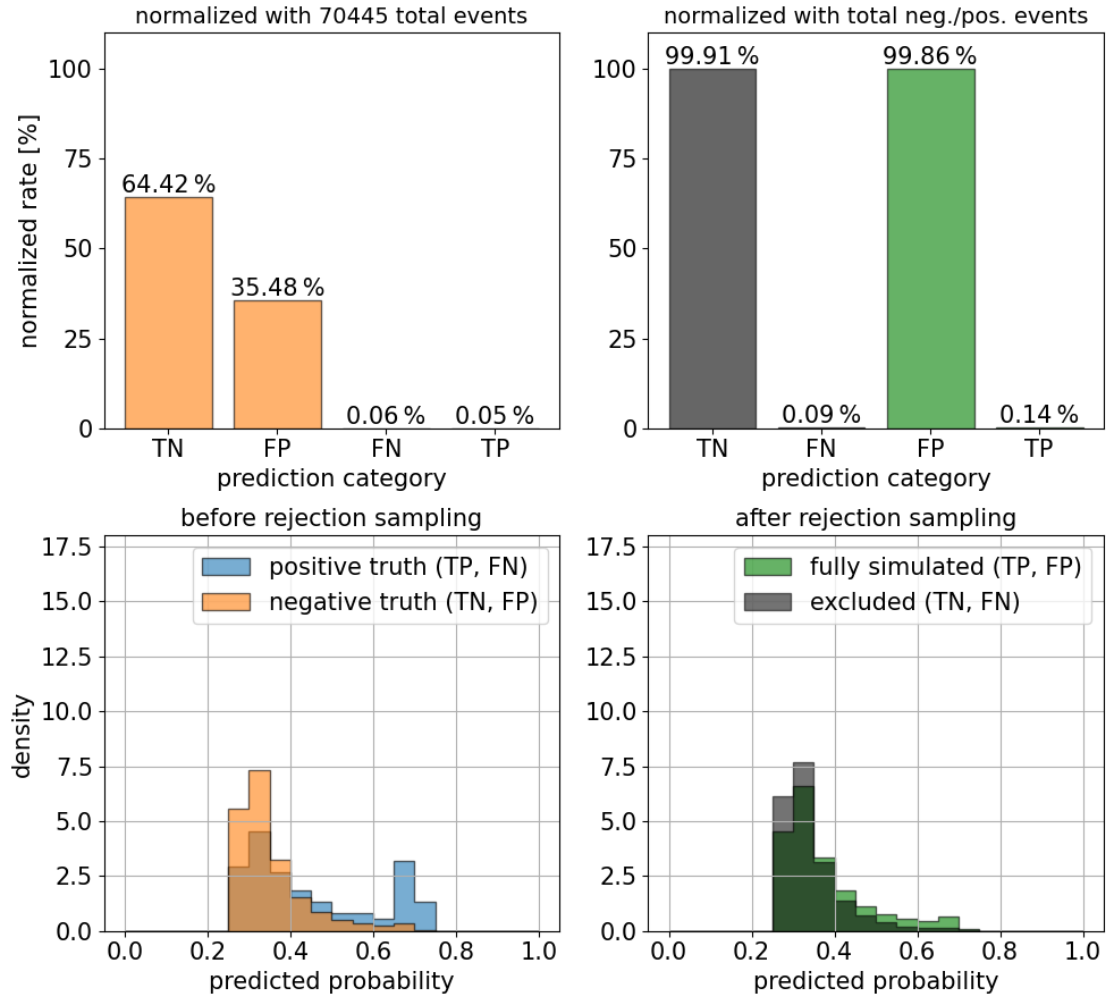 normalized with 70445 total events
normalized rate [%]
100
75
50
25
0
64.42 %
35.48 %
0.06 %
0.05 %
TN FP FN TP
prediction category
normalized with total neg./pos. events
100
75
50
25
0
99.91 %
0.09 %
99.86 %
0.14 %
TN FN FP TP
prediction category
before rejection sampling
density
17.5
15.0
12.5
10.0
7.5
5.0
2.5
0.0
positive truth (TP, FN)
negative truth (TN, FP)
0.0 0.2 0.4 0.6 0.8 1.0
predicted probability
after rejection sampling
17.5
15.0
12.5
10.0
7.5
5.0
2.5
0.0
fully simulated (TP, FP)
excluded (TN, FN)
0.0 0.2 0.4 0.6 0.8 1.0
predicted probability